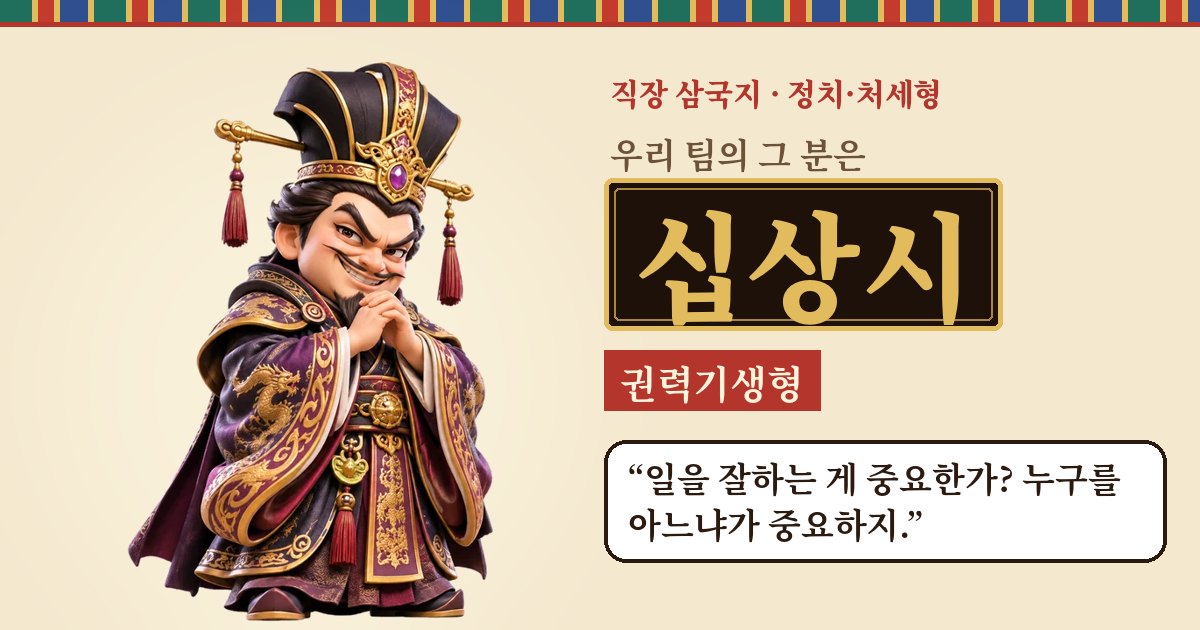 직장 삼국지 · 정치·처세형
우리 팀의 그 분은
십상시
권력기생형
“일을 잘하는 게 중요한가? 누구를
아느냐가 중요하지.”